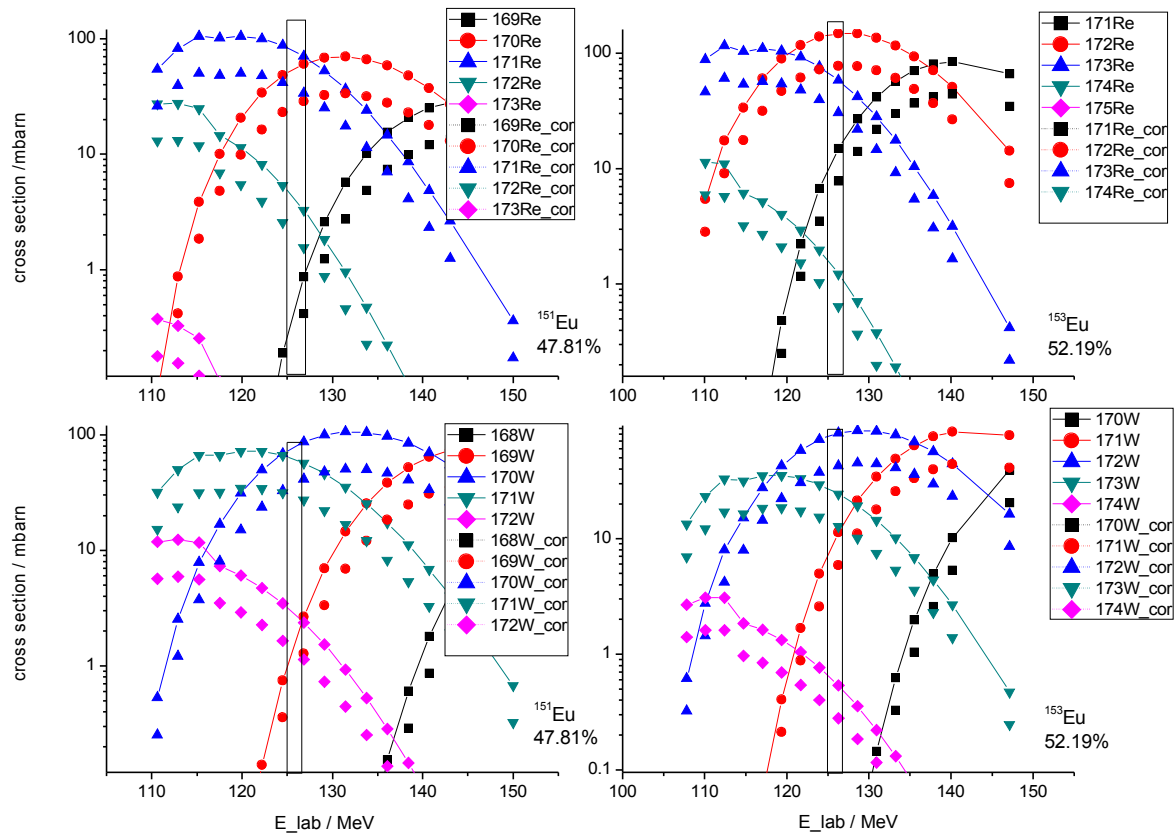 cross section /mbarn
100
10
1
110 120 130 140 150
169Re
170Re
171Re
172Re
173Re
169Re_cor
170Re_cor
171Re_cor
172Re_cor
173Re_cor
151Eu
47.81%
100
10
1
110 120 130 140 150
171Re
172Re
173Re
174Re
175Re
171Re_cor
172Re_cor
173Re_cor
174Re_cor
153Eu
52.19%
cross section / mbarn
100
10
1
110 120 130 140 150
E_lab / MeV
168W
169W
170W
171W
172W
168W_cor
169W_cor
170W_cor
171W_cor
172W_cor
151Eu
47.81%
10
1
0.1
100 110 120 130 140 150
E_lab / MeV
170W
171W
172W
173W
174W
170W_cor
171W_cor
172W_cor
173W_cor
174W_cor
153Eu
52.19%